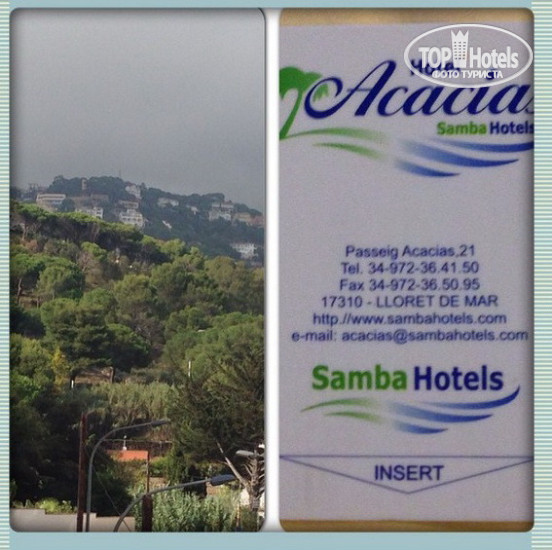 TOP Hotels
ФОТО ТУРИСТА
Acacias
Samba Hotels
Passeig Acacias,21
Tel. 34-972-36.41.50
Fax 34-972-36.50.95
17310 - LLORET DE MAR
http://www.sambahotels.com
e-mail: acacias@sambahotels.com
Samba Hotels
INSERT